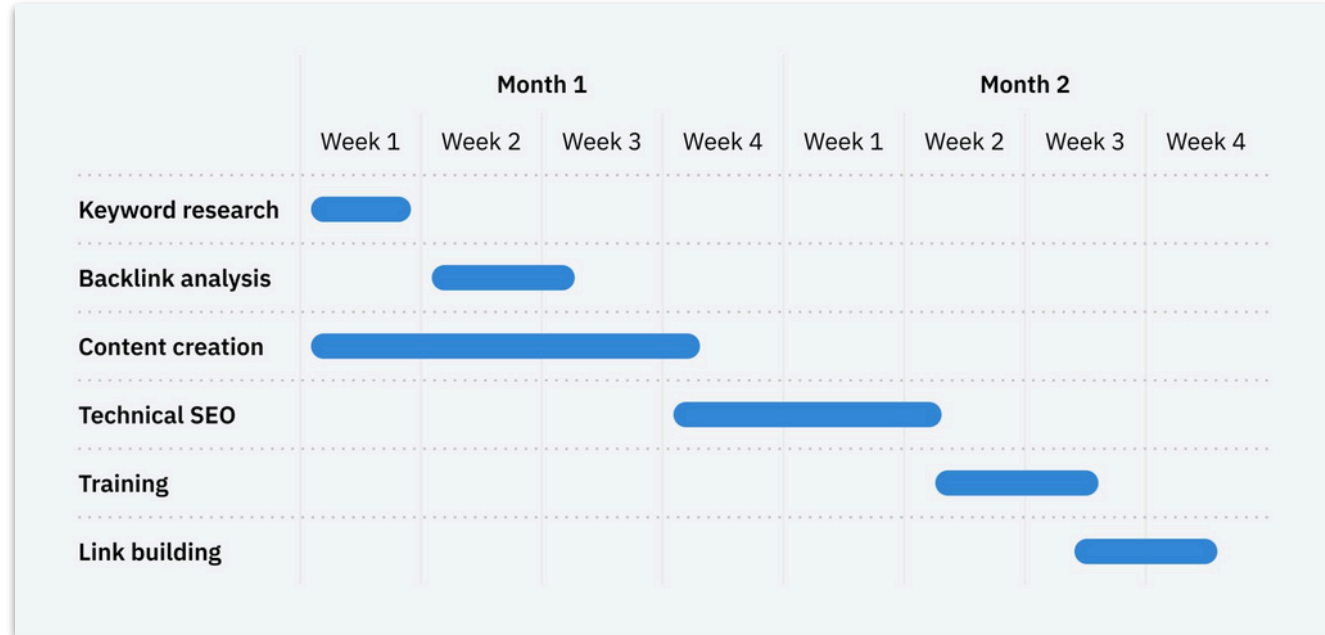 Month 1 Month 2
Week 1 Week 2 Week 3 Week 4 Week 1 Week 2 Week 3 Week 4
Keyword research
Backlink analysis
Content creation
Technical SEO
Training
Link building